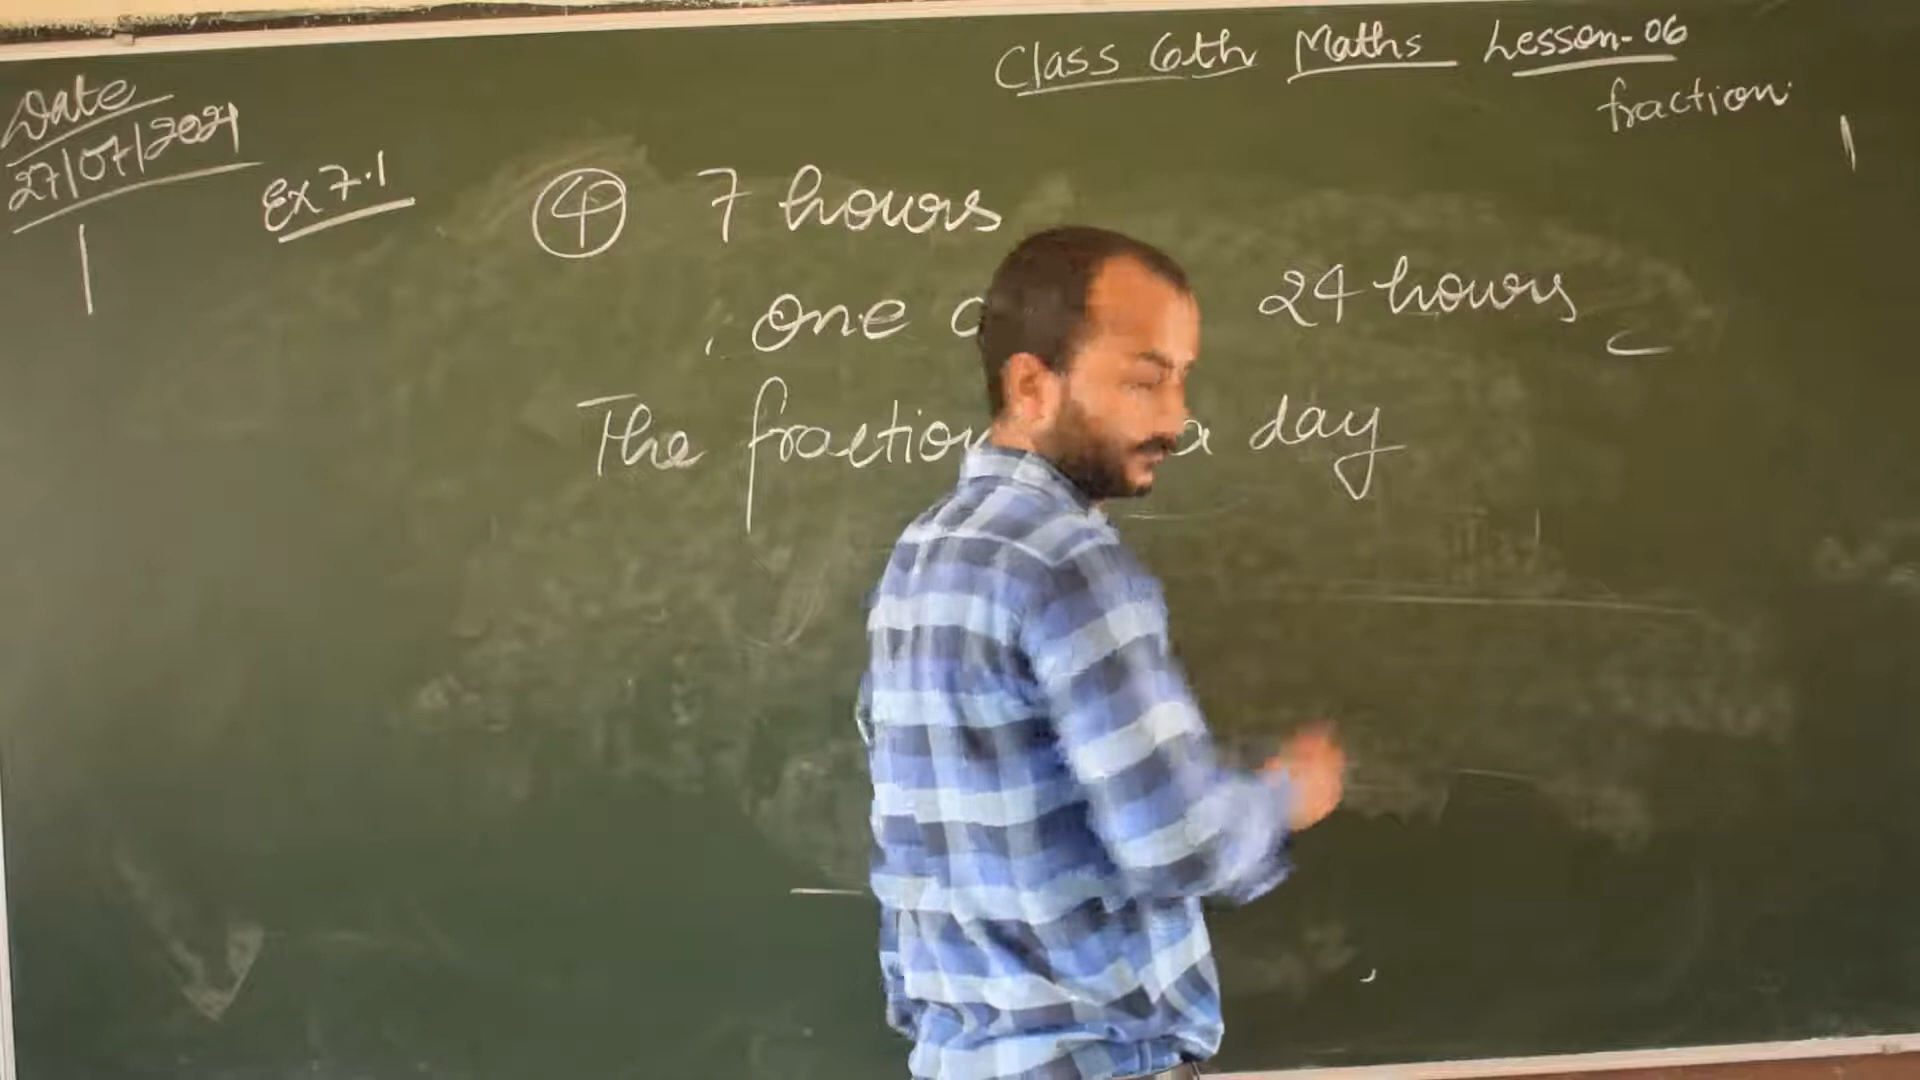 Class 6th Maths Lesson-06
fraction
Date
27/07/2021
Ex 7.1
④ 7 hours
one 24 hours
The fraction a day